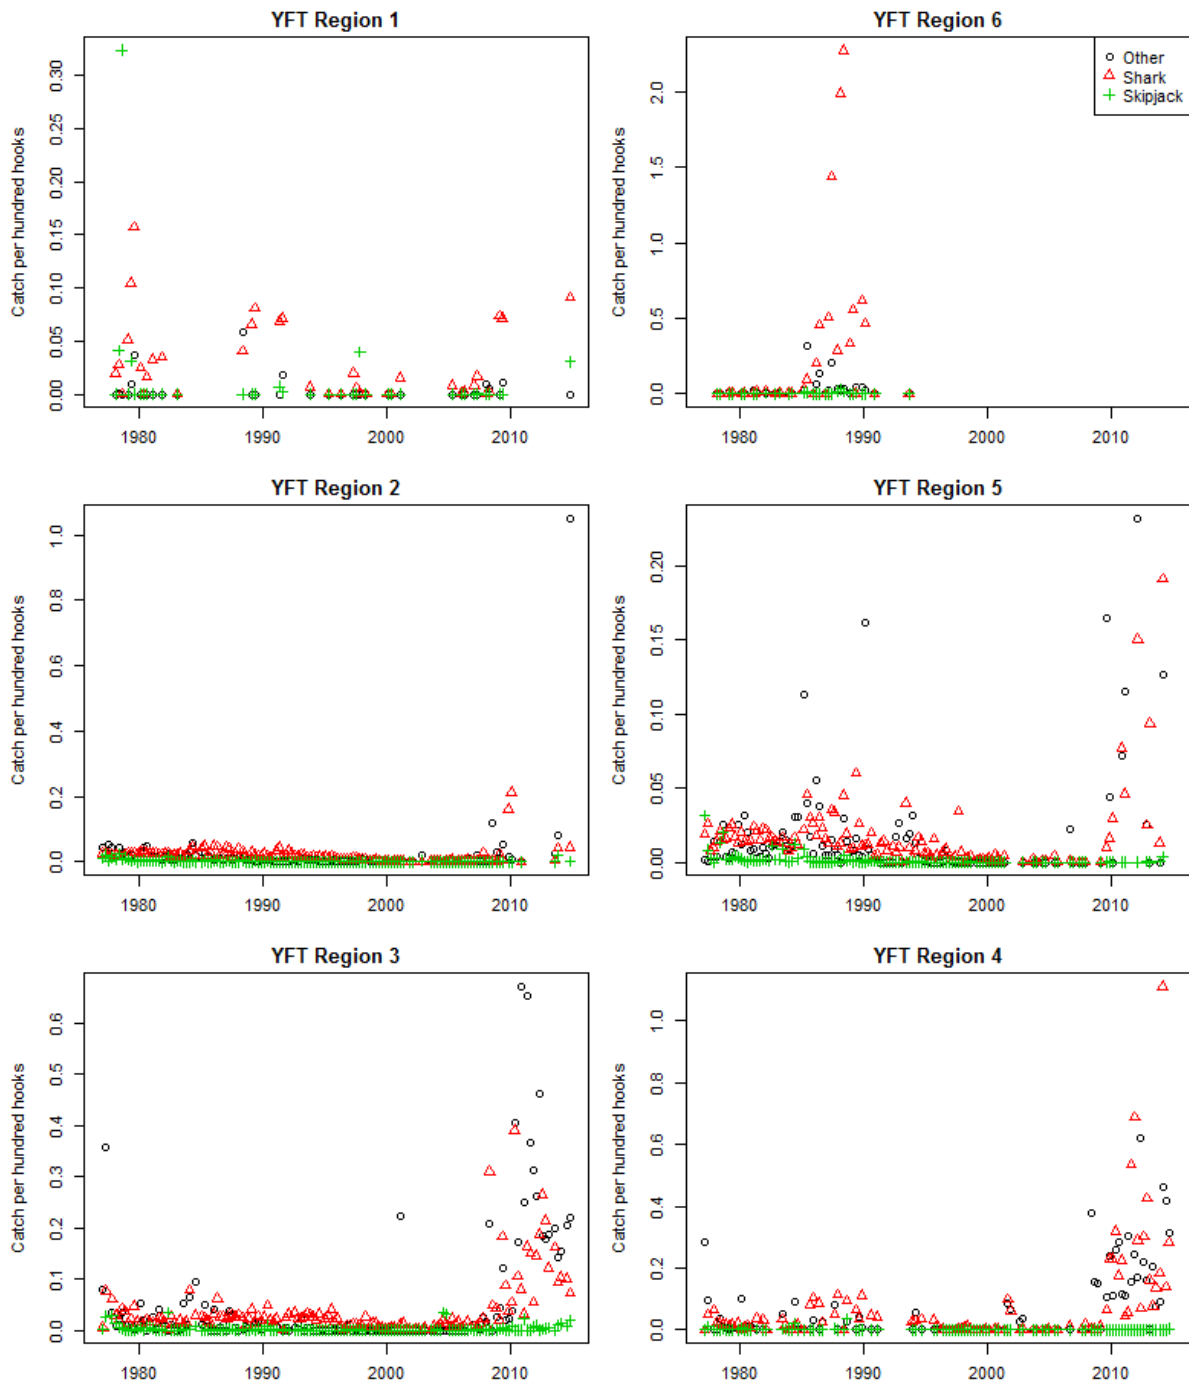 YFT Region 1
Catch per hundred hooks
0.00 0.05 0.10 0.15 0.20 0.25 0.30
1980 1990 2000 2010
YFT Region 6
Catch per hundred hooks
0.0 0.5 1.0 1.5 2.0
1980 1990 2000 2010
Other
Shark
Skipjack
YFT Region 2
Catch per hundred hooks
0.0 0.2 0.4 0.6 0.8 1.0
1980 1990 2000 2010
YFT Region 5
Catch per hundred hooks
0.00 0.05 0.10 0.15 0.20
1980 1990 2000 2010
YFT Region 3
Catch per hundred hooks
0.0 0.1 0.2 0.3 0.4 0.5 0.6
1980 1990 2000 2010
YFT Region 4
Catch per hundred hooks
0.0 0.2 0.4 0.6 0.8 1.0
1980 1990 2000 2010